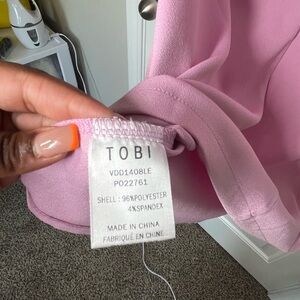 TOBI
VDD1408LE
PO22761
SHELL: 96%POLYESTER
4%SPANDEX
MADE IN CHINA
FABRIQUÉ EN CHINE